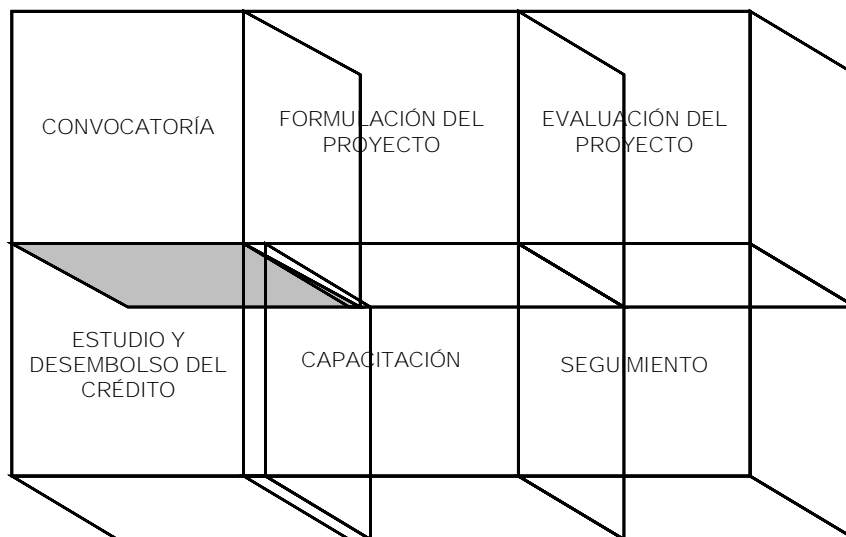 CONVOCATORÍA
FORMULACIÓN DEL
PROYECTO
EVALUACIÓN DEL
PROYECTO
ESTUDIO Y
DESEMBOLSO DEL
CRÉDITO
CAPACITACIÓN
SEGUIMIENTO